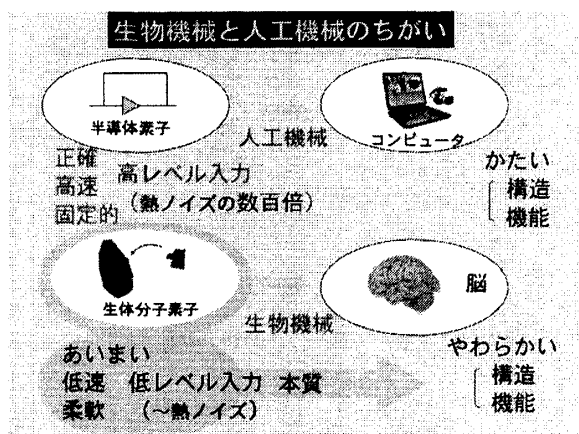 生物機械と人工機械のちがい
半導体素子
人工機械
コンピュータ
正確
高速
固定的
高レベル入力
(熱ノイズの数百倍)
かたい
構造
機能
生体分子素子
生物機械
脳
あいまい
低速 低レベル入力 本質
柔軟 (~熱ノイズ)
やわらかい
構造
機能